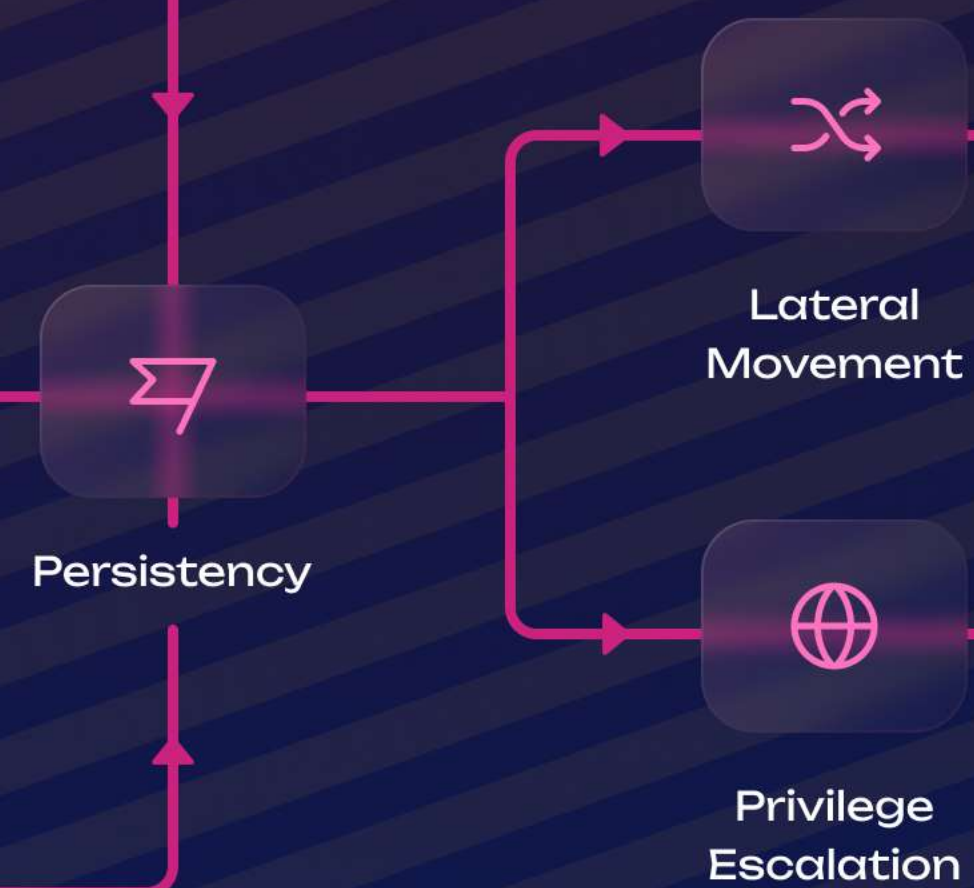 Lateral
Movement
Persistency
Privilege
Escalation